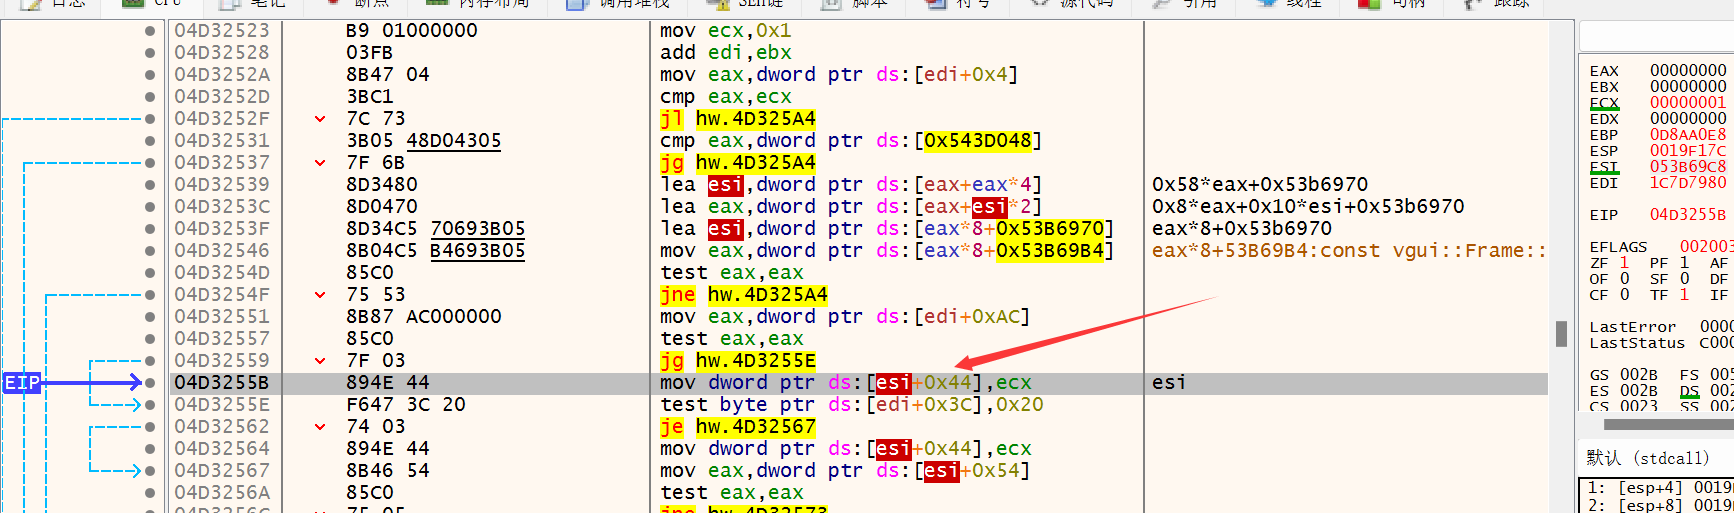 日志 CPU 笔记 断点 内存布局 调用堆栈 SEH链 脚本 符号 源代码 引用 线程 句柄 跟踪
04D32523 B9 01000000 mov ecx,0x1
04D32528 03FB add edi,ebx
04D3252A 8B47 04 mov eax,dword ptr ds:[edi+0x4]
04D3252D 3BC1 cmp eax,ecx
04D3252F 7C 73 jl hw.4D325A4
04D32531 3B05 48D04305 cmp eax,dword ptr ds:[0x543D048]
04D32537 7F 6B jg hw.4D325A4
04D32539 8D3480 lea esi,dword ptr ds:[eax+eax*4] 0x58*eax+0x53b6970
04D3253C 8D0470 lea eax,dword ptr ds:[eax+esi*2] 0x8*eax+0x10*esi+0x53b6970
04D3253F 8D34C5 70693B05 lea esi,dword ptr ds:[eax*8+0x53B6970] eax*8+0x53b6970
04D32546 8B04C5 B4693B05 mov eax,dword ptr ds:[eax*8+0x53B69B4] eax*8+53B69B4:const vgui::Frame::
04D3254D 85C0 test eax,eax
04D3254F 75 53 jne hw.4D325A4
04D32551 8B87 AC000000 mov eax,dword ptr ds:[edi+0xAC]
04D32557 85C0 test eax,eax
04D32559 7F 03 jg hw.4D3255E
EIP 04D3255B 894E 44 mov dword ptr ds:[esi+0x44],ecx esi
04D3255E F647 3C 20 test byte ptr ds:[edi+0x3C],0x20
04D32562 74 03 je hw.4D32567
04D32564 894E 44 mov dword ptr ds:[esi+0x44],ecx
04D32567 8B46 54 mov eax,dword ptr ds:[esi+0x54]
04D3256A 85C0 test eax,eax
04D3256C 75 05 jne hw.4D32573
EAX 00000000
EBX 00000000
ECX 00000001
EDX 00000000
EBP 0D8AA0E8
ESP 0019F17C
ESI 053B69C8
EDI 1C7D7980
EIP 04D3255B
EFLAGS 002003
ZF 1 PF 1 AF
OF 0 SF 0 DF
CF 0 TF 1 IF
LastError 0000
LastStatus C000
GS 002B FS 005
ES 002B DS 002
CS 0023 SS 002
默认 (stdcall)
1: [esp+4] 0019
2: [esp+8] 0019